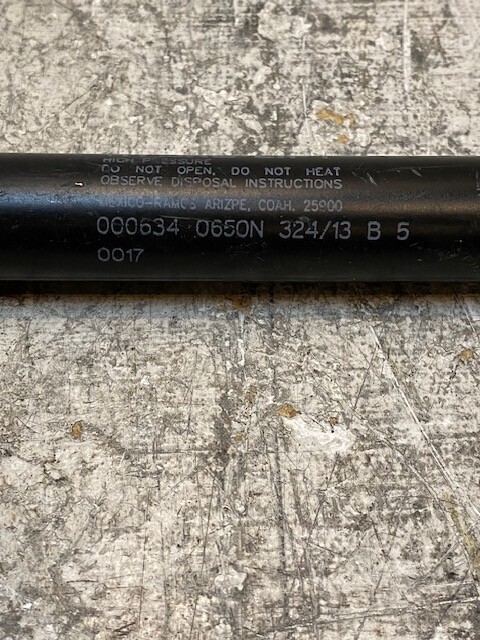 HIGH PRESSURE
DO NOT OPEN, DO NOT HEAT
OBSERVE DISPOSAL INSTRUCTIONS
MEXICO-RAMOS ARIZPE, COAH. 25900
000634 0650N 324/13 B 5
0017